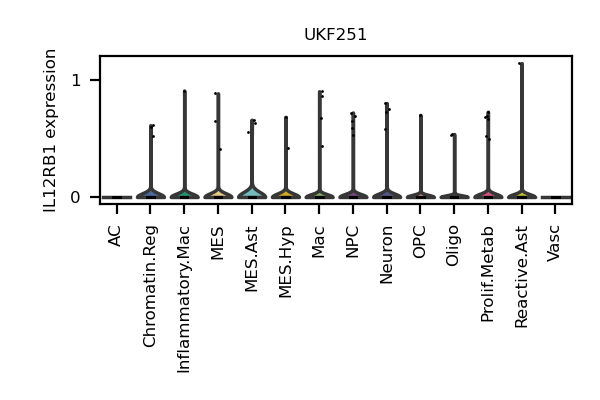 UKF251
IL12RB1 expression
1
0
AC
Chromatin.Reg
Inflammatory.Mac
MES
MES.Ast
MES.Hyp
Mac
NPC
Neuron
OPC
Oligo
Prolif.Metab
Reactive.Ast
Vasc